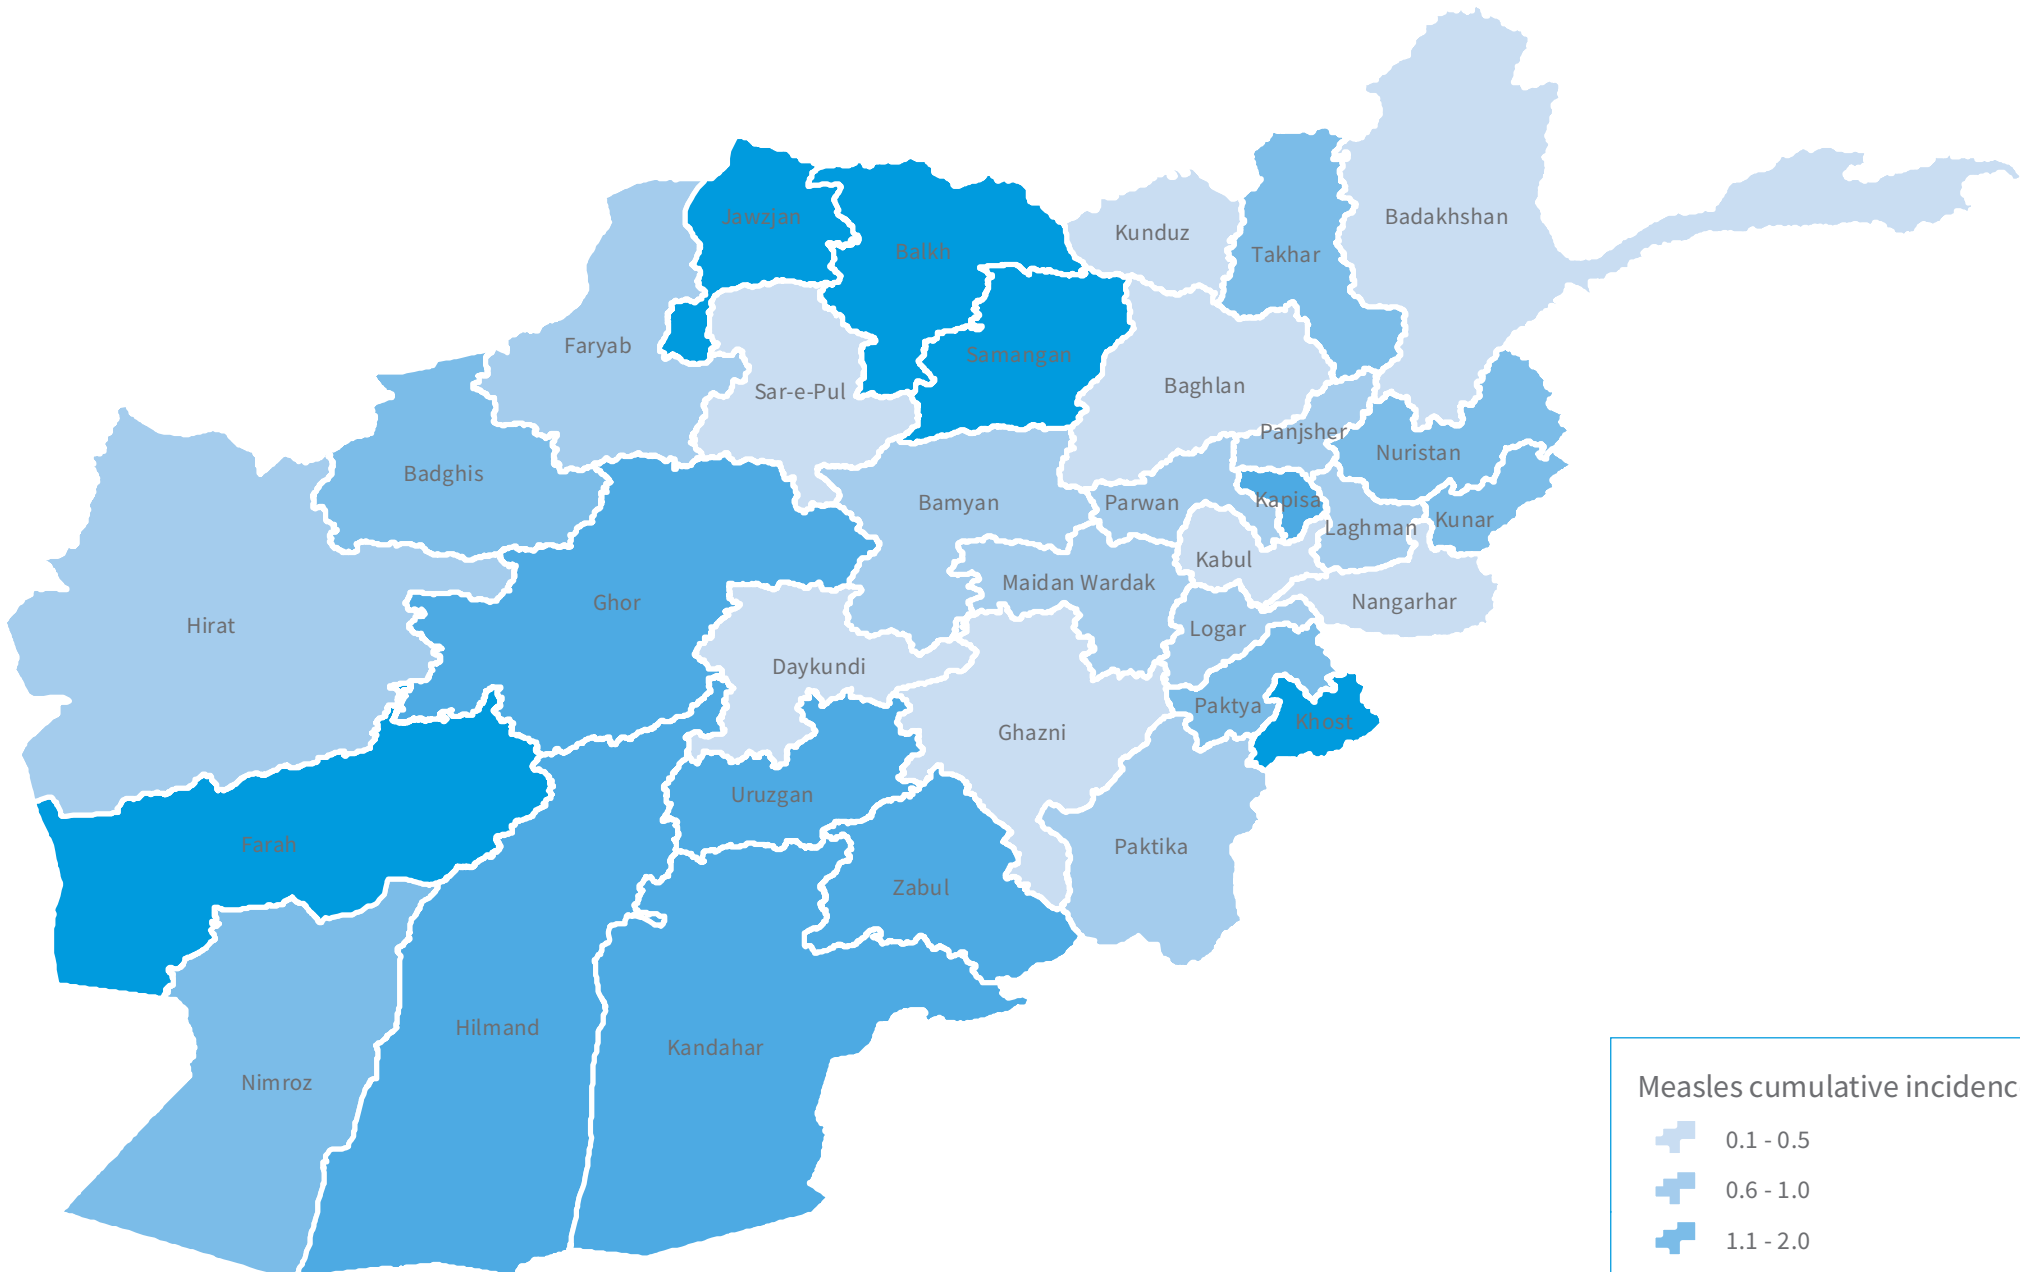 Jawzjan
Balkh
Kunduz
Takhar
Badakhshan
Faryab
Samangan
Sar-e-Pul
Baghlan
Panjsher
Nuristan
Badghis
Bamyan
Parwan
Kapisa
Laghman
Kunar
Kabul
Maidan Wardak
Nangarhar
Ghor
Hirat
Logar
Daykundi
Paktya
Khost
Ghazni
Uruzgan
Farah
Paktika
Zabul
Hilmand
Kandahar
Nimroz
Measles cumulative incidenc
0.1 - 0.5
0.6 - 1.0
1.1 - 2.0